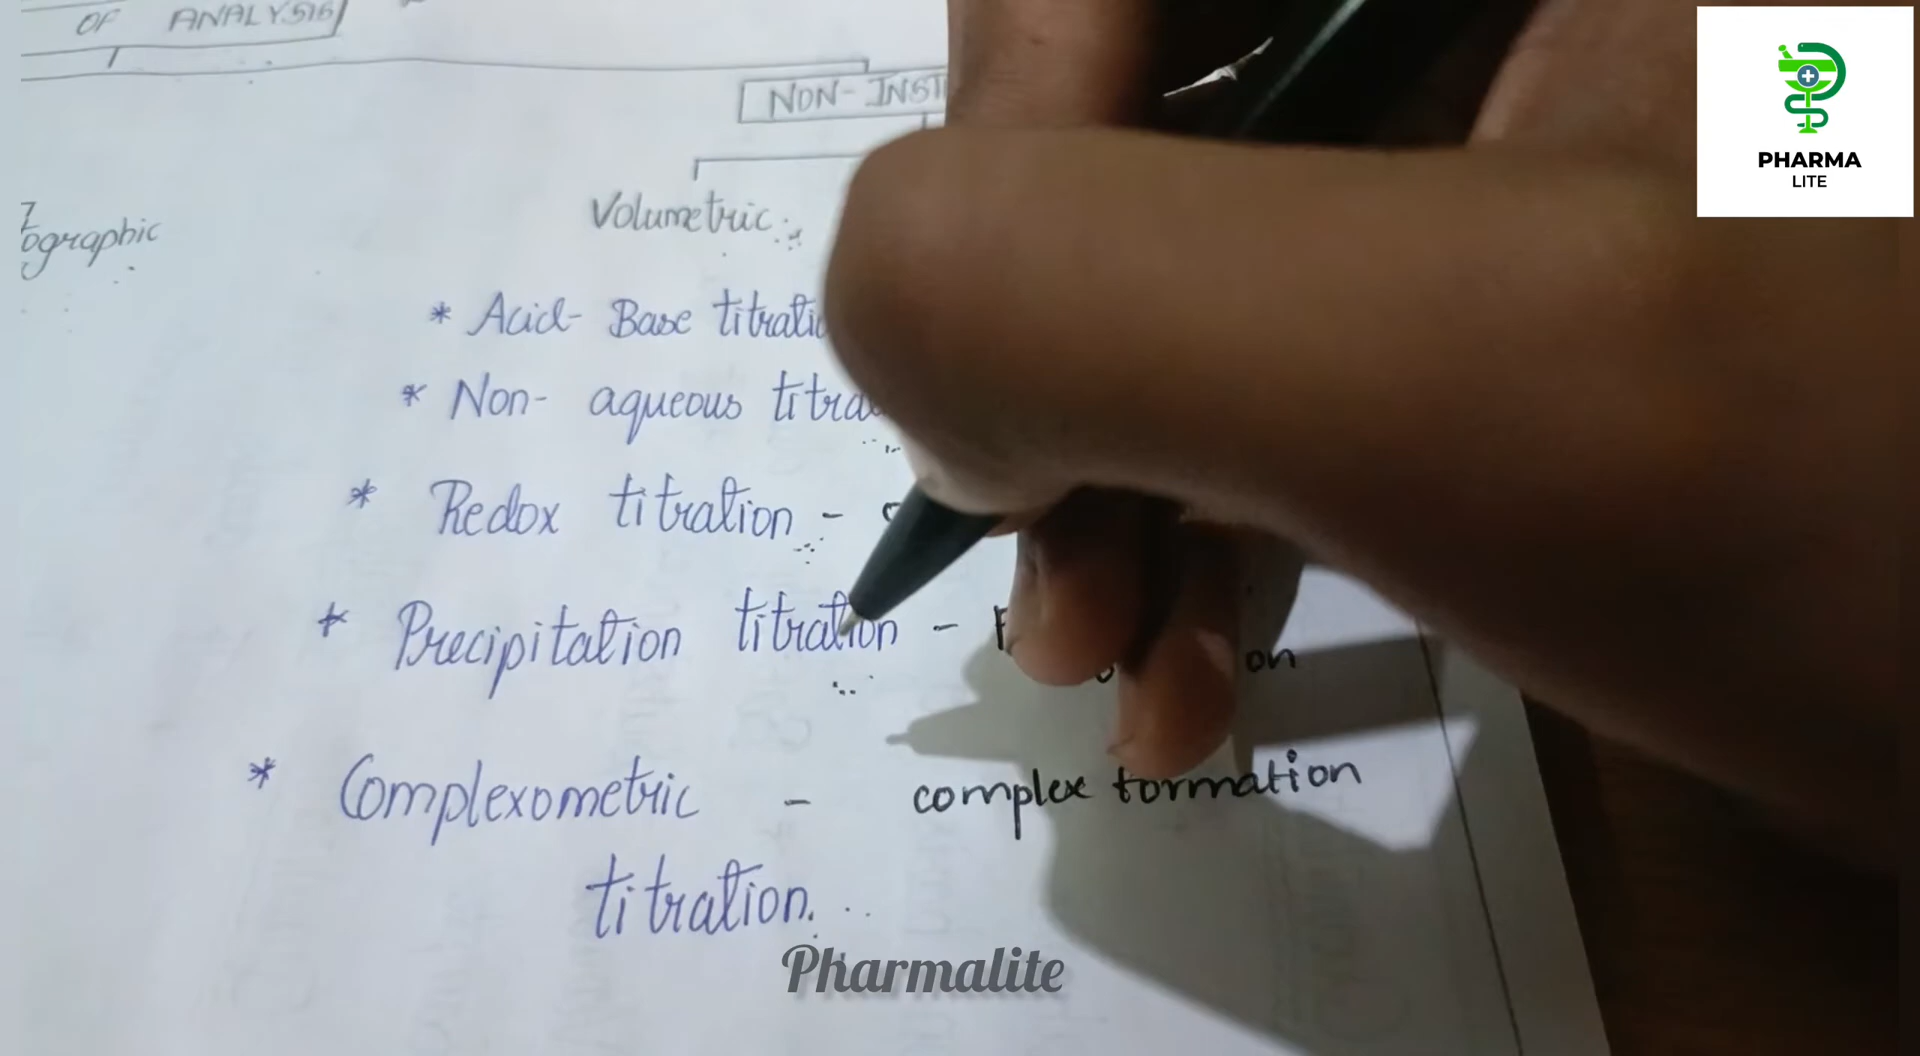 OF ANALYSIS
NON-INST
Volumetric
ographic
* Acid- Base titratio
* Non- aqueous titra
* Redox titration -
* Precipitation titration -
on
* Complexometric - complex formation
titration.
Pharmalite
PHARMA
LITE